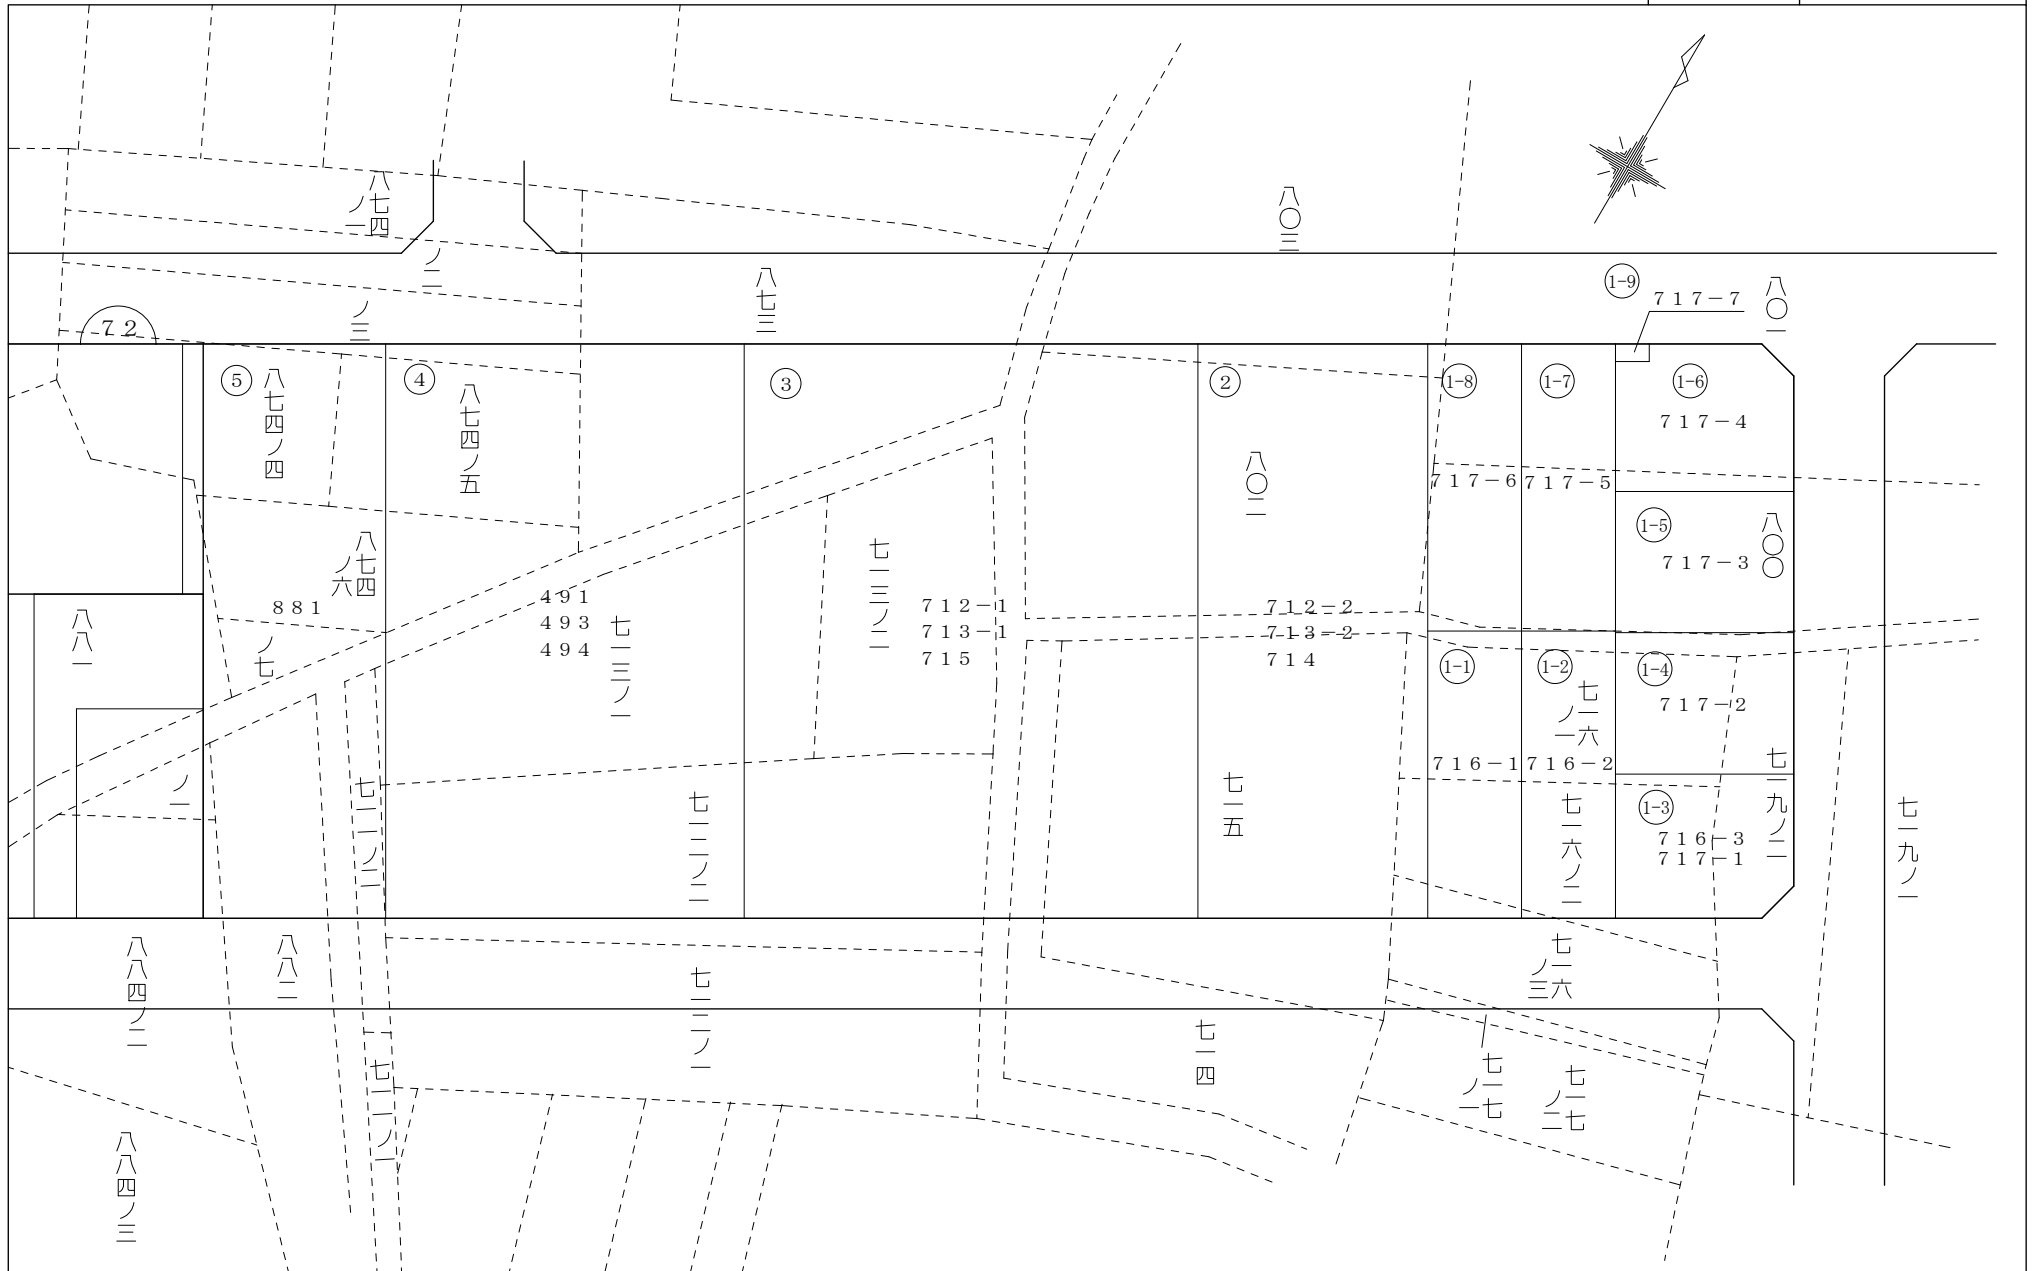 八七四
ノ一
ノ二
ノ三
八七三
八〇三
1-9
717-7
八〇一
72
5
八七四ノ四
4
八七四ノ五
3
2
八〇二
1-8
717-6
1-7
717-5
1-6
717-4
1-5
717-3
八〇〇
八七四
ノ六
881
ノ七
八八一
ノ一
491
493
494
七一三ノ一
七一三ノ二
712-1
713-1
715
712-2
713-2
714
1-1
716-1
1-2
716-2
七一六
ノ一
七一六ノ二
1-4
717-2
1-3
716-3
717-1
七一九ノ二
七一九ノ一
七一一ノ二
七一二ノ二
七一五
八八四ノ二
八八二
七一二ノ一
七一四
七一六
ノ三
七一七
ノ一
七一七
ノ二
七一一ノ一
八八四ノ三